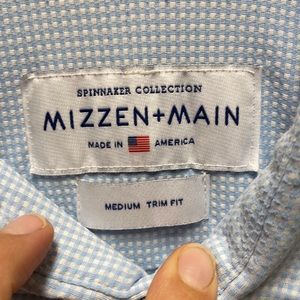 SPINNAKER COLLECTION
MIZZEN+MAIN
MADE IN AMERICA
MEDIUM TRIM FIT